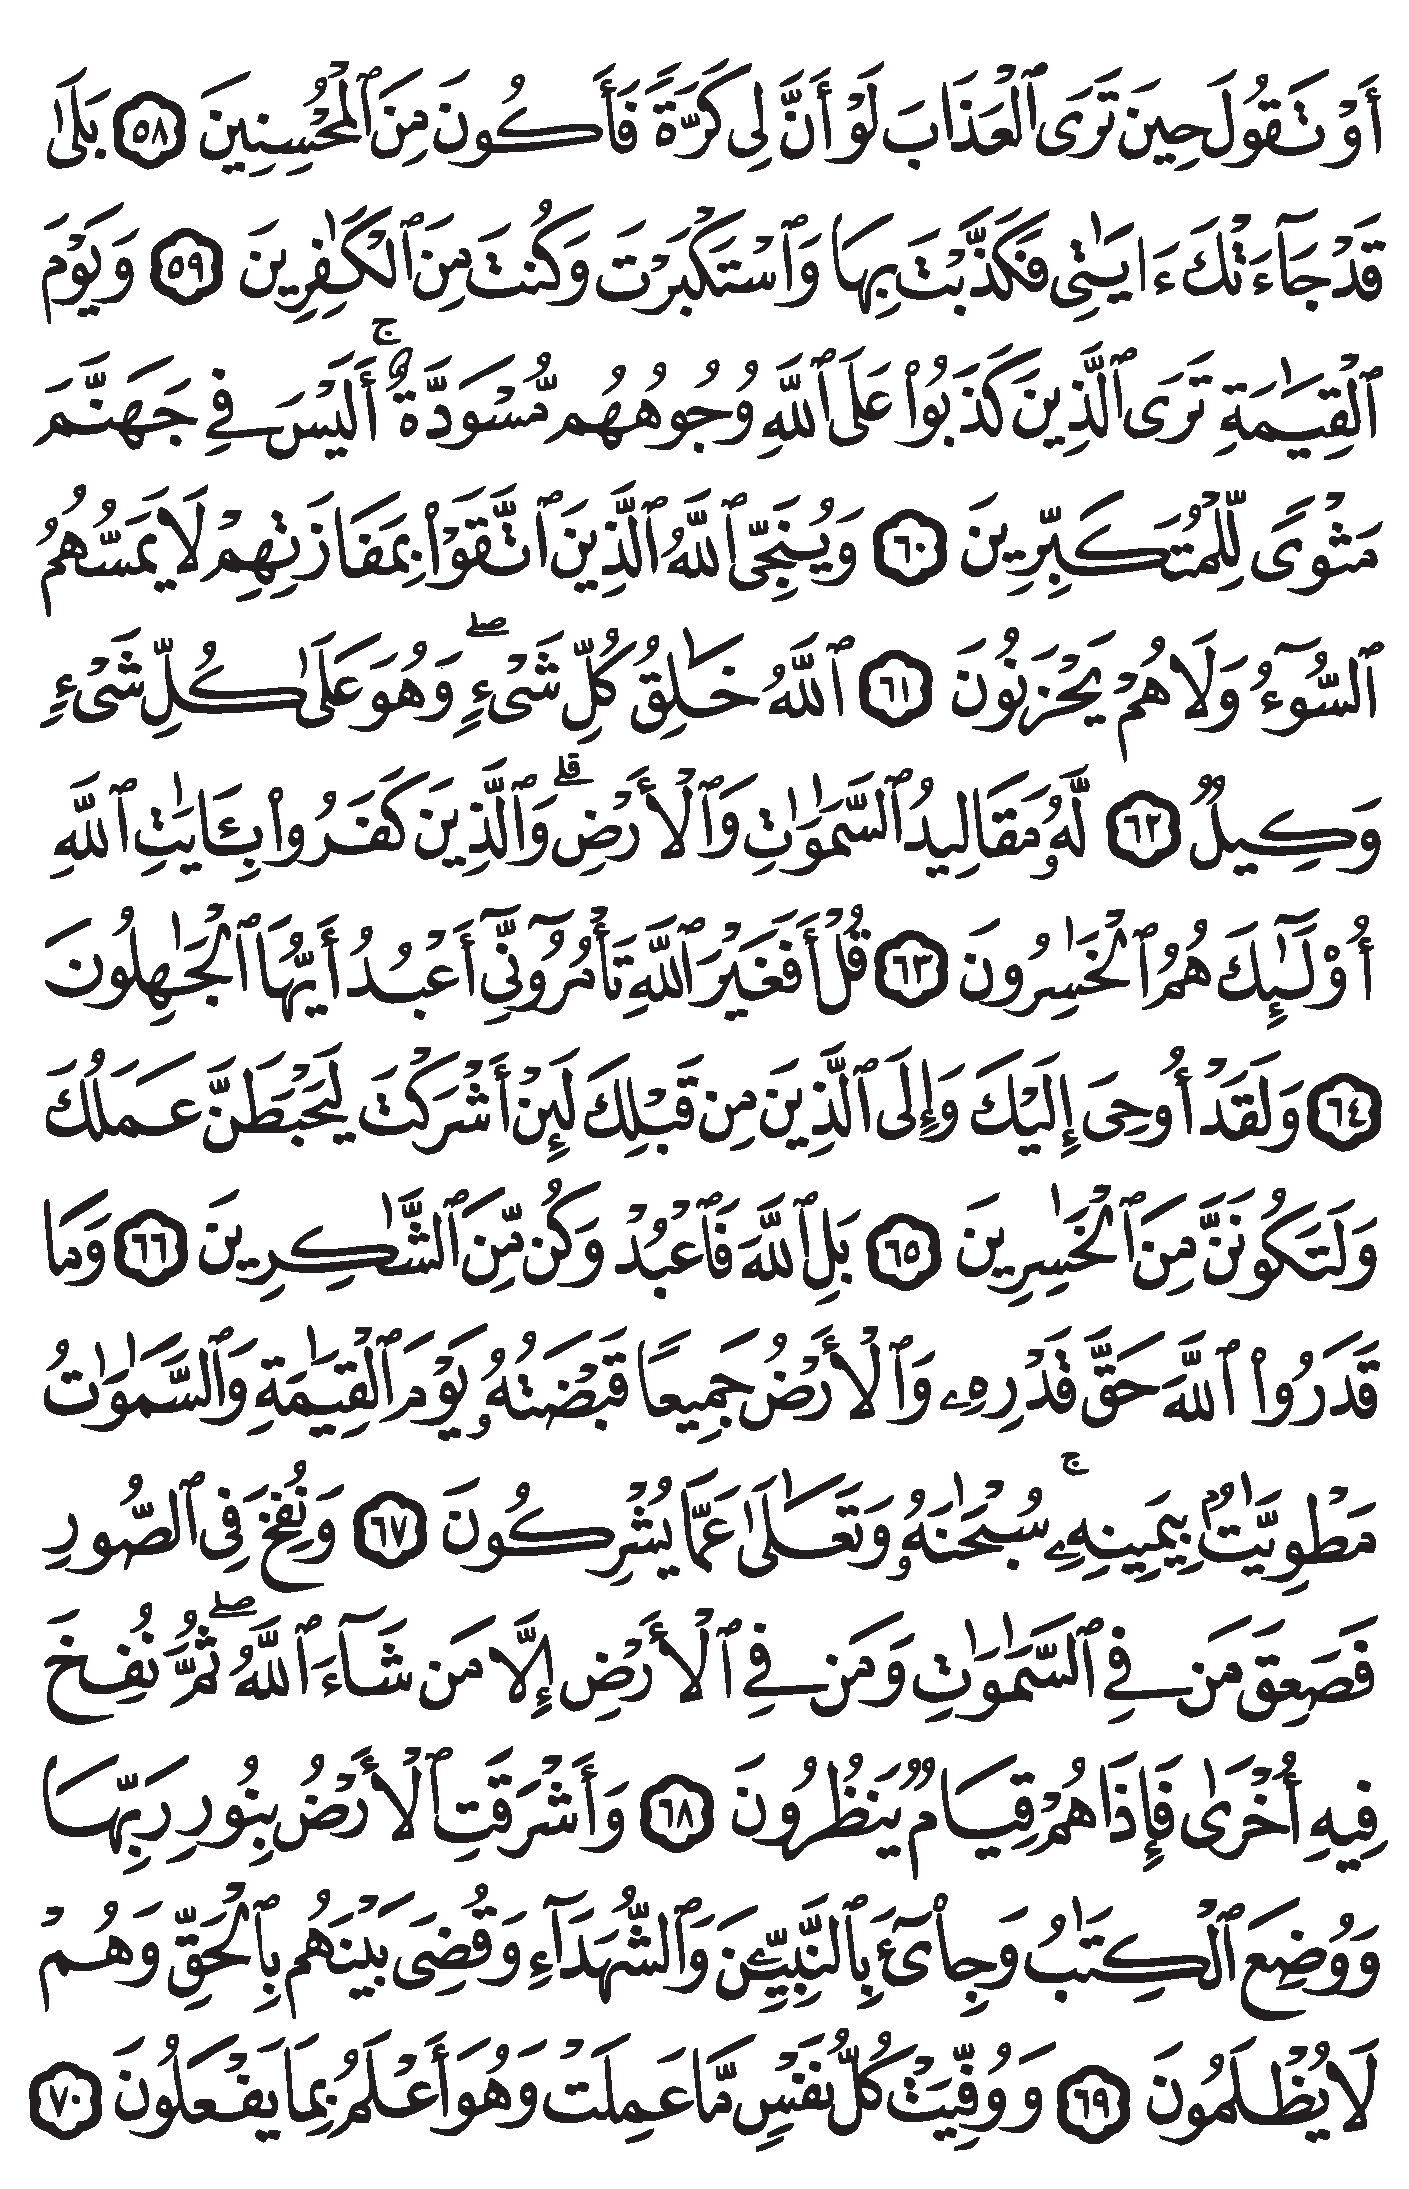 أَوْ تَقُولَ حِينَ تَرَى ٱلْعَذَابَ لَوْ أَنَّ لِى كَرَّةً فَأَكُونَ مِنَ ٱلْمُحْسِنِينَ ٥٨ بَلَىٰ
قَدْ جَآءَتْكَ ءَايَٰتِى فَكَذَّبْتَ بِهَا وَٱسْتَكْبَرْتَ وَكُنتَ مِنَ ٱلْكَٰفِرِينَ ٥٩ وَيَوْمَ
ٱلْقِيَٰمَةِ تَرَى ٱلَّذِينَ كَذَبُوا۟ عَلَى ٱللَّهِ وُجُوهُهُم مُّسْوَدَّةٌ ۚ أَلَيْسَ فِى جَهَنَّمَ
مَثْوًى لِّلْمُتَكَبِّرِينَ ٦٠ وَيُنَجِّى ٱللَّهُ ٱلَّذِينَ ٱتَّقَوْا۟ بِمَفَازَتِهِمْ لَا يَمَسُّهُمُ
ٱلسُّوٓءُ وَلَا هُمْ يَحْزَنُونَ ٦١ ٱللَّهُ خَٰلِقُ كُلِّ شَىْءٍ ۖ وَهُوَ عَلَىٰ كُلِّ شَىْءٍ
وَكِيلٌ ٦٢ لَّهُۥ مَقَالِيدُ ٱلسَّمَٰوَٰتِ وَٱلْأَرْضِ ۗ وَٱلَّذِينَ كَفَرُوا۟ بِـَٔايَٰتِ ٱللَّهِ
أُو۟لَٰٓئِكَ هُمُ ٱلْخَٰسِرُونَ ٦٣ قُلْ أَفَغَيْرَ ٱللَّهِ تَأْمُرُوٓنِّىٓ أَعْبُدُ أَيُّهَا ٱلْجَٰهِلُونَ
٦٤ وَلَقَدْ أُوحِىَ إِلَيْكَ وَإِلَى ٱلَّذِينَ مِن قَبْلِكَ لَئِنْ أَشْرَكْتَ لَيَحْبَطَنَّ عَمَلُكَ
وَلَتَكُونَنَّ مِنَ ٱلْخَٰسِرِينَ ٦٥ بَلِ ٱللَّهَ فَٱعْبُدْ وَكُن مِّنَ ٱلشَّٰكِرِينَ ٦٦ وَمَا
قَدَرُوا۟ ٱللَّهَ حَقَّ قَدْرِهِۦ وَٱلْأَرْضُ جَمِيعًا قَبْضَتُهُۥ يَوْمَ ٱلْقِيَٰمَةِ وَٱلسَّمَٰوَٰتُ
مَطْوِيَّٰتٌۢ بِيَمِينِهِۦ ۚ سُبْحَٰنَهُۥ وَتَعَٰلَىٰ عَمَّا يُشْرِكُونَ ٦٧ وَنُفِخَ فِى ٱلصُّورِ
فَصَعِقَ مَن فِى ٱلسَّمَٰوَٰتِ وَمَن فِى ٱلْأَرْضِ إِلَّا مَن شَآءَ ٱللَّهُ ۖ ثُمَّ نُفِخَ
فِيهِ أُخْرَىٰ فَإِذَا هُمْ قِيَامٌ يَنظُرُونَ ٦٨ وَأَشْرَقَتِ ٱلْأَرْضُ بِنُورِ رَبِّهَا
وَوُضِعَ ٱلْكِتَٰبُ وَجِا۟ىٓءَ بِٱلنَّبِيِّـۧنَ وَٱلشُّهَدَآءِ وَقُضِىَ بَيْنَهُم بِٱلْحَقِّ وَهُمْ
لَا يُظْلَمُونَ ٦٩ وَوُفِّيَتْ كُلُّ نَفْسٍ مَّا عَمِلَتْ وَهُوَ أَعْلَمُ بِمَا يَفْعَلُونَ ٧٠